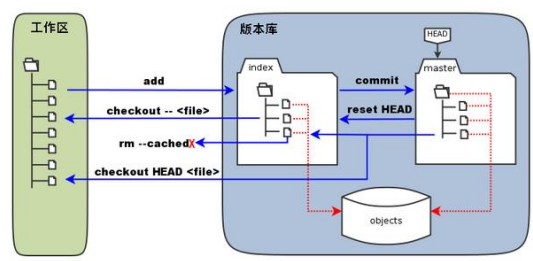 工作区
版本库
HEAD
index
master
add
commit
checkout -- <file>
reset HEAD
rm --cachedX
checkout HEAD <file>
objects